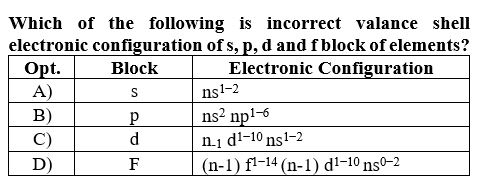 Which of the following is incorrect valance shell
electronic configuration of s, p, d and f block of elements?
Opt. Block Electronic Configuration
A) s ns¹⁻²
B) p ns² np¹⁻⁶
C) d n₋₁ d¹⁻¹⁰ ns¹⁻²
D) F (n-1) f¹⁻¹⁴ (n-1) d¹⁻¹⁰ ns⁰⁻²